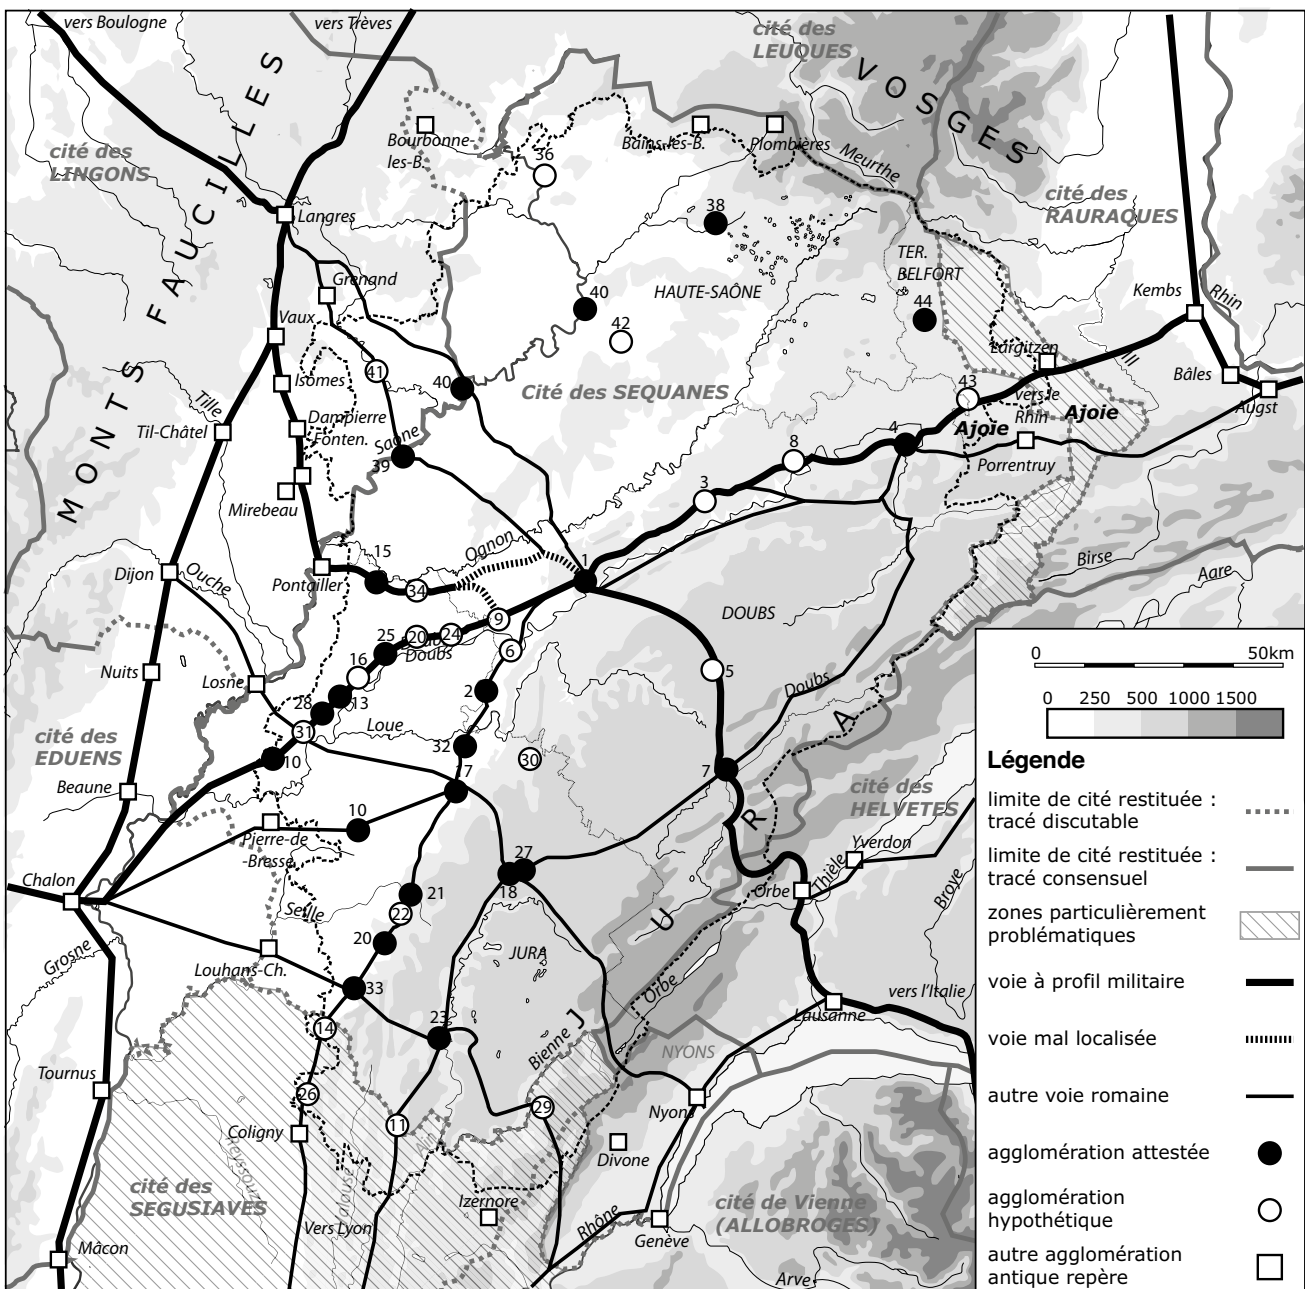 vers Boulogne
vers Trèves
cité des
LEUQUES
VOSGES
cité des
LINGONS
MONTS FAUCILLES
Bourbonne-
les-B.
Bains-les-B.
Plombières
Meurthe
36
38
cité des
RAURAQUES
Langres
Grenand
TER.
BELFORT
HAUTE-SAÔNE
Kembs
Rhin
40
44
42
Vaux
Largitzen
Ill
41
Isômes
40
Cité des SEQUANES
43
vers le
Rhin
Ajoie
Ajoie
Bâles
Augst
Tille
Til-Châtel
Dampierre
Fonten.
Saône
39
4
8
3
Porrentruy
Mirebeau
Ognon
1
15
Pontailler
34
Dijon
Ouche
Birse
Aare
DOUBS
9
25
20
24
Doubs
Doubs
6
16
5
Nuits
Losne
2
13
28
Loue
Doubs
31
32
30
cité des
EDUENS
10
17
7
Beaune
10
Pierre-de-
-Bresse
cité des
HELVETES
JURA
Yverdon
27
18
Thièle
Orbe
Broye
Chalon
21
22
Seille
20
Grosne
Louhans-Ch.
JURA
Orbe
33
vers l'Italie
Lausanne
14
23
Bienne
NYONS
Tournus
26
29
Nyons
11
Coligny
Ain
Divone
cité des
SEGUSIAVES
Izernore
Vers Lyon
cité de Vienne
(ALLOBROGES)
Rhône
Genève
Mâcon
Arve
0 50km
0 250 500 1000 1500
Légende
limite de cité restituée :
tracé discutable
limite de cité restituée :
tracé consensuel
zones particulièrement
problématiques
voie à profil militaire
voie mal localisée
autre voie romaine
agglomération attestée
agglomération
hypothétique
autre agglomération
antique repère